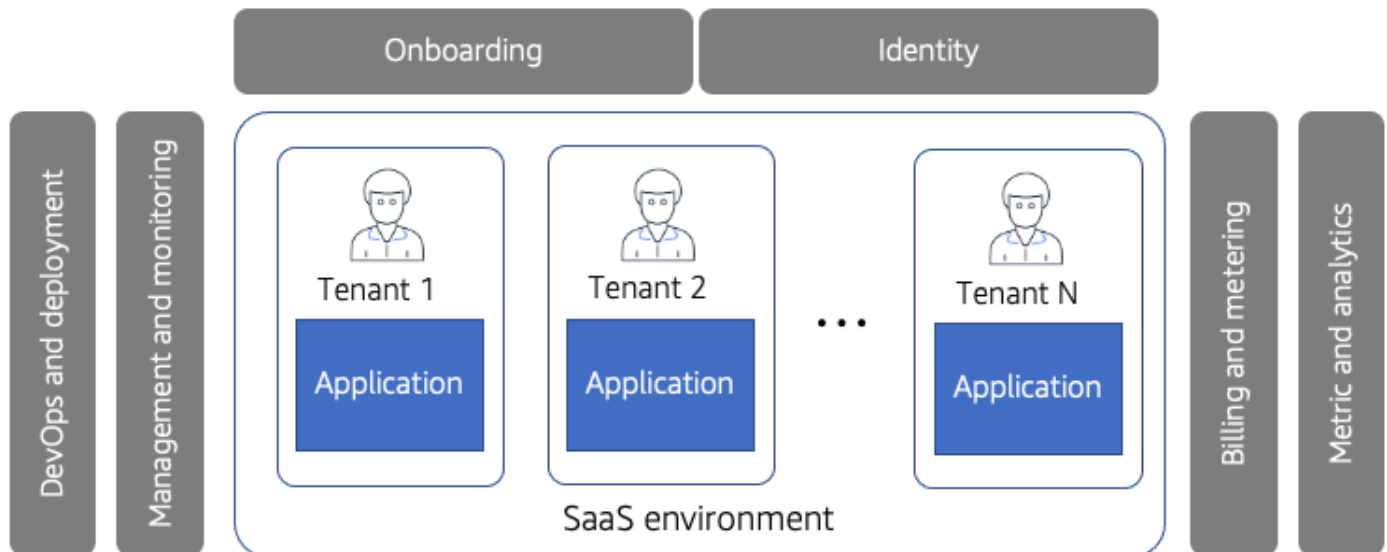 Onboarding
Identity
DevOps and deployment
Management and monitoring
Tenant 1
Application
Tenant 2
Application
...
Tenant N
Application
SaaS environment
Billing and metering
Metric and analytics